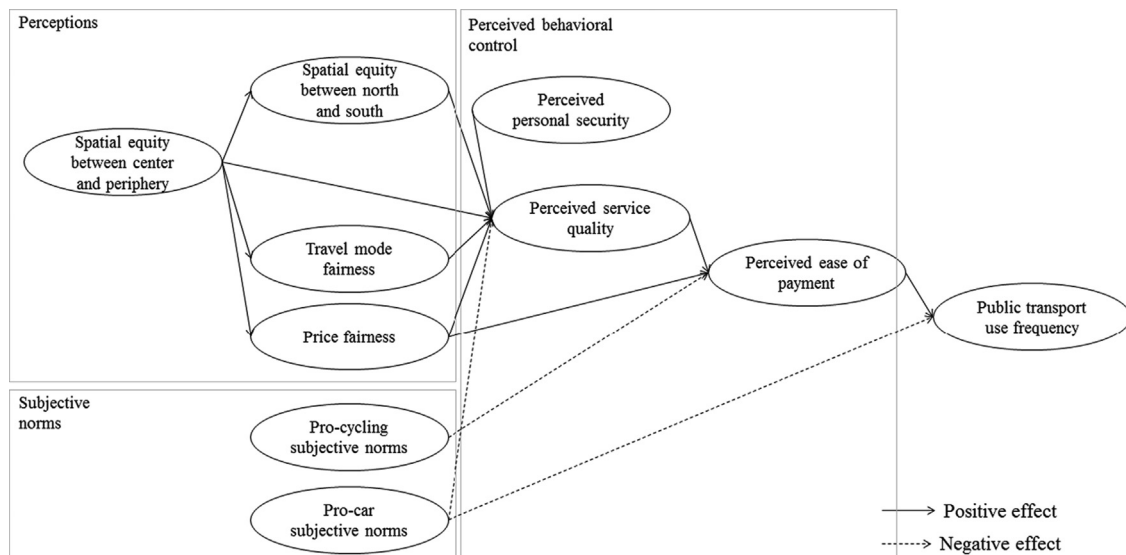 Perceptions
Spatial equity
between north
and south
Spatial equity
between center
and periphery
Travel mode
fairness
Price fairness
Perceived behavioral
control
Perceived
personal security
Perceived service
quality
Perceived ease of
payment
Public transport
use frequency
Subjective
norms
Pro-cycling
subjective norms
Pro-car
subjective norms
Positive effect
Negative effect